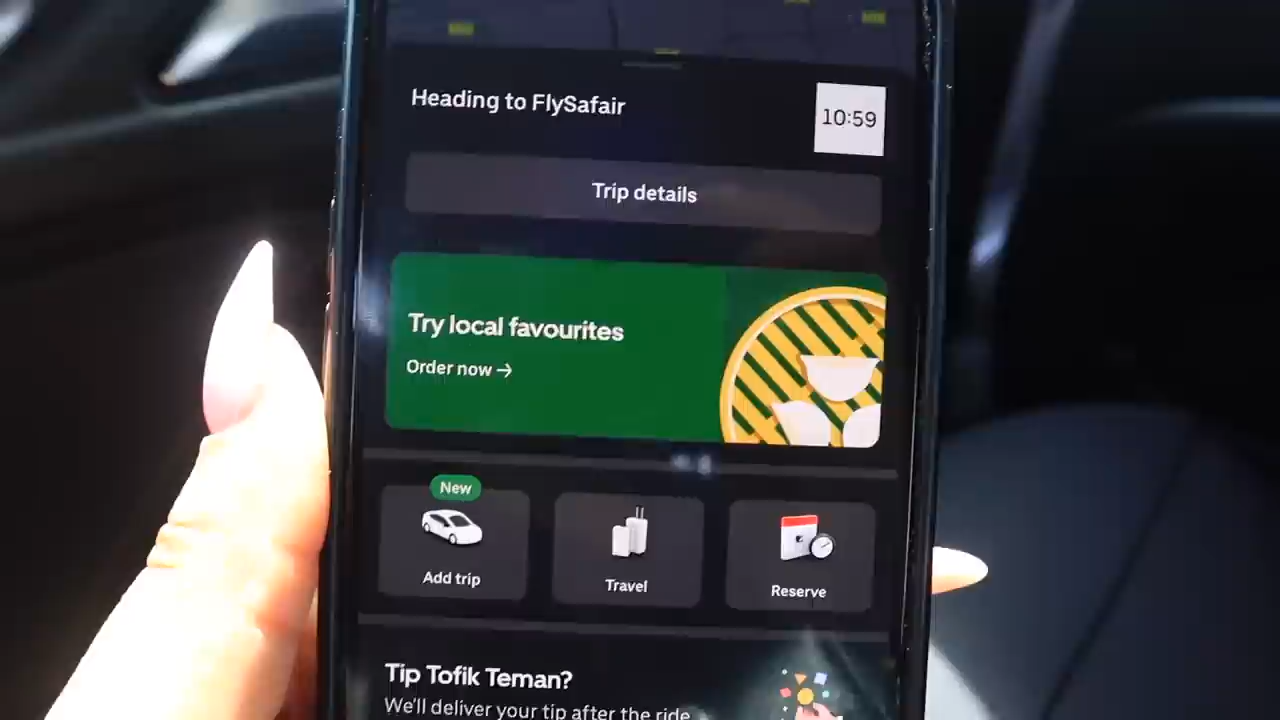 Heading to FlySafair
10:59
Trip details
Try local favourites
Order now →
New
Add trip
Travel
Reserve
Tip Tofik Teman?
We'll deliver your tip after the ride